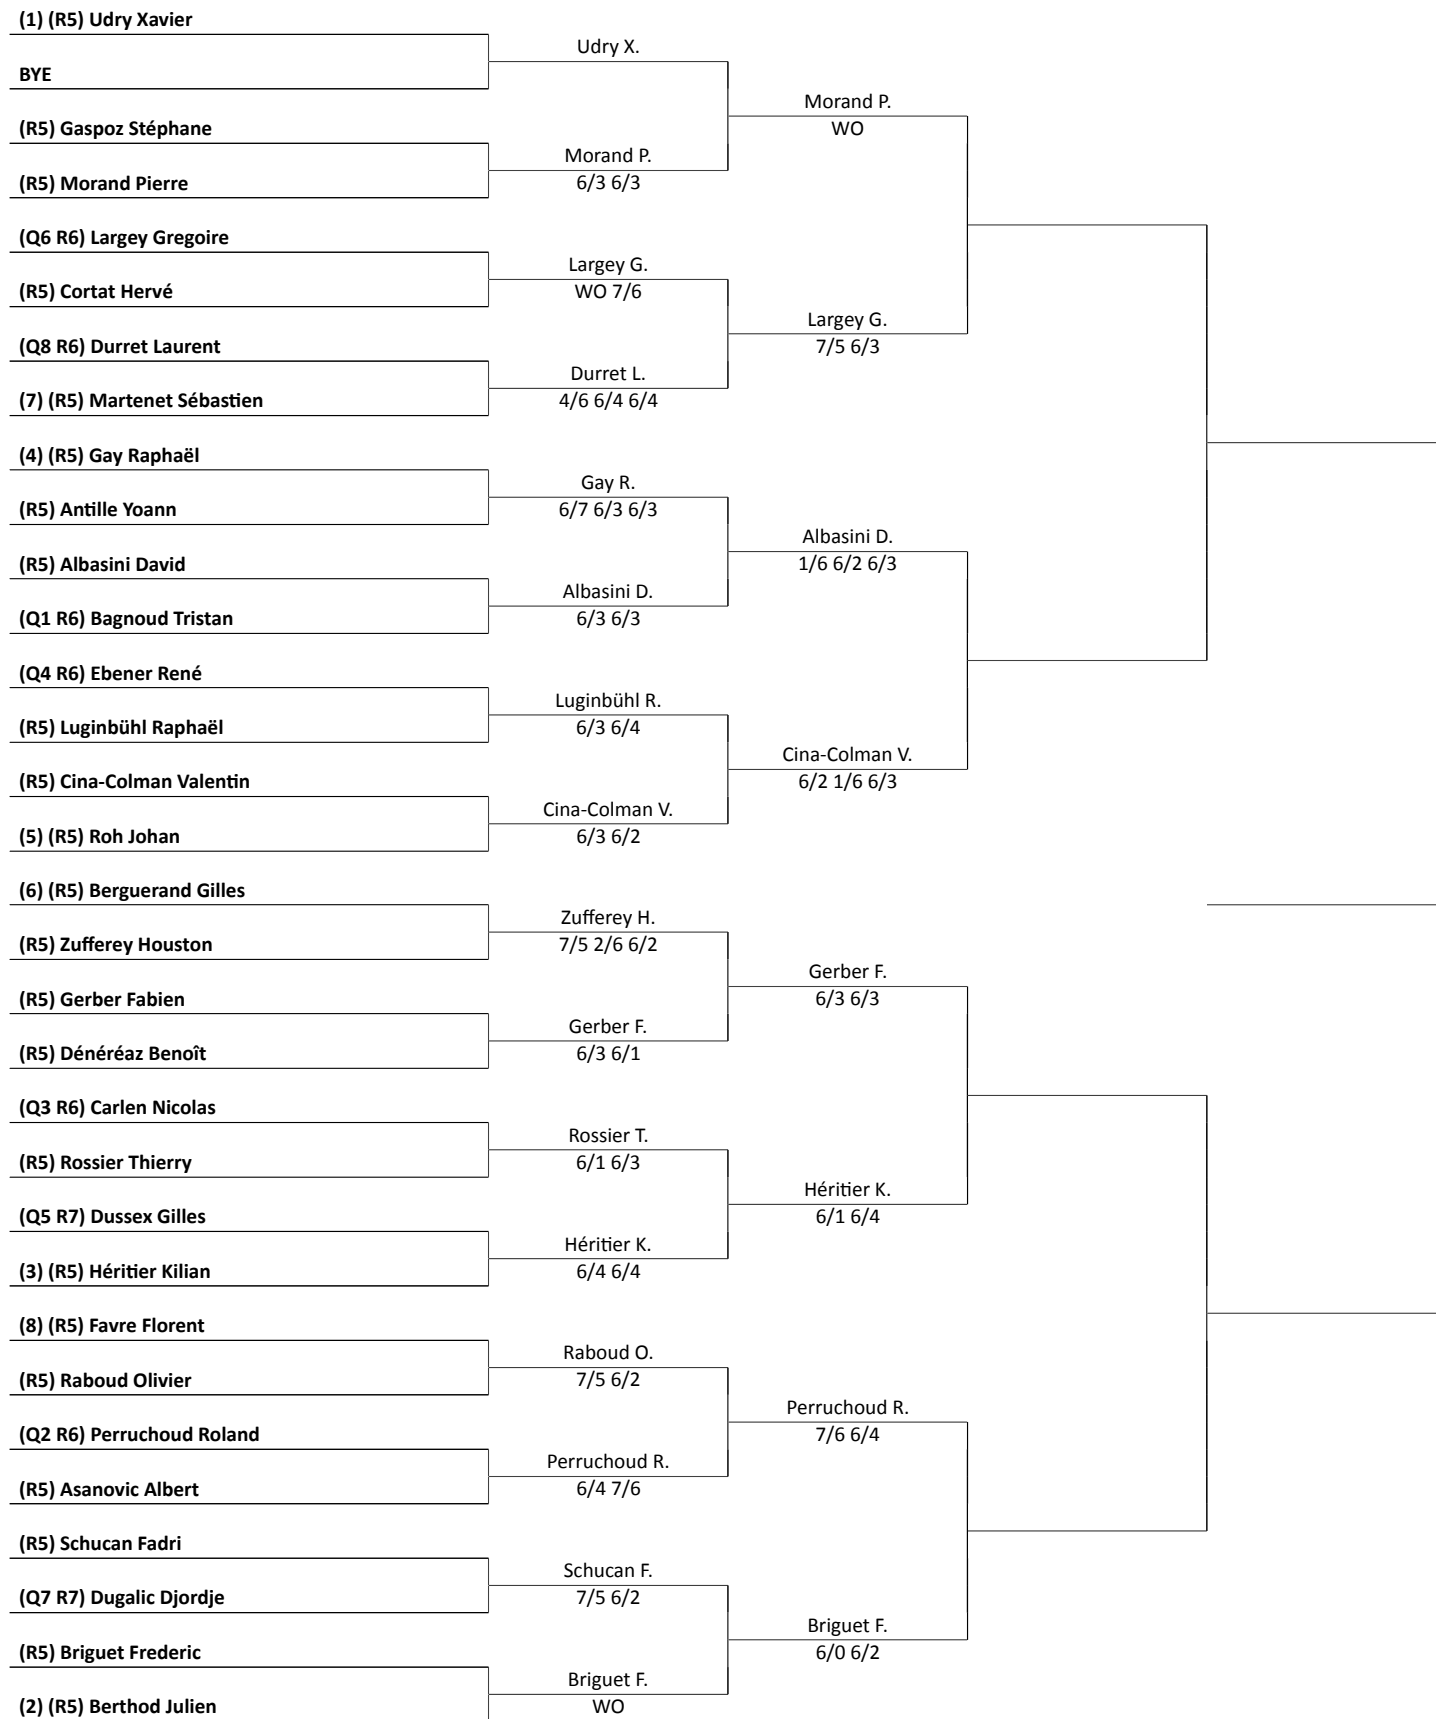 (1) (R5) Udry Xavier
Udry X.
BYE
Morand P.
WO
(R5) Gaspoz Stéphane
Morand P.
6/3 6/3
(R5) Morand Pierre
(Q6 R6) Largey Gregoire
Largey G.
WO 7/6
(R5) Cortat Hervé
Largey G.
7/5 6/3
(Q8 R6) Durret Laurent
Durret L.
4/6 6/4 6/4
(7) (R5) Martenet Sébastien
(4) (R5) Gay Raphaël
Gay R.
6/7 6/3 6/3
(R5) Antille Yoann
Albasini D.
1/6 6/2 6/3
(R5) Albasini David
Albasini D.
6/3 6/3
(Q1 R6) Bagnoud Tristan
(Q4 R6) Ebener René
Luginbühl R.
6/3 6/4
(R5) Luginbühl Raphaël
Cina-Colman V.
6/2 1/6 6/3
(R5) Cina-Colman Valentin
Cina-Colman V.
6/3 6/2
(5) (R5) Roh Johan
(6) (R5) Berguerand Gilles
Zufferey H.
7/5 2/6 6/2
(R5) Zufferey Houston
Gerber F.
6/3 6/3
(R5) Gerber Fabien
Gerber F.
6/3 6/1
(R5) Dénéréaz Benoît
(Q3 R6) Carlen Nicolas
Rossier T.
6/1 6/3
(R5) Rossier Thierry
Héritier K.
6/1 6/4
(Q5 R7) Dussex Gilles
Héritier K.
6/4 6/4
(3) (R5) Héritier Kilian
(8) (R5) Favre Florent
Raboud O.
7/5 6/2
(R5) Raboud Olivier
Perruchoud R.
7/6 6/4
(Q2 R6) Perruchoud Roland
Perruchoud R.
6/4 7/6
(R5) Asanovic Albert
(R5) Schucan Fadri
Schucan F.
7/5 6/2
(Q7 R7) Dugalic Djordje
Briguet F.
6/0 6/2
(R5) Briguet Frederic
Briguet F.
WO
(2) (R5) Berthod Julien